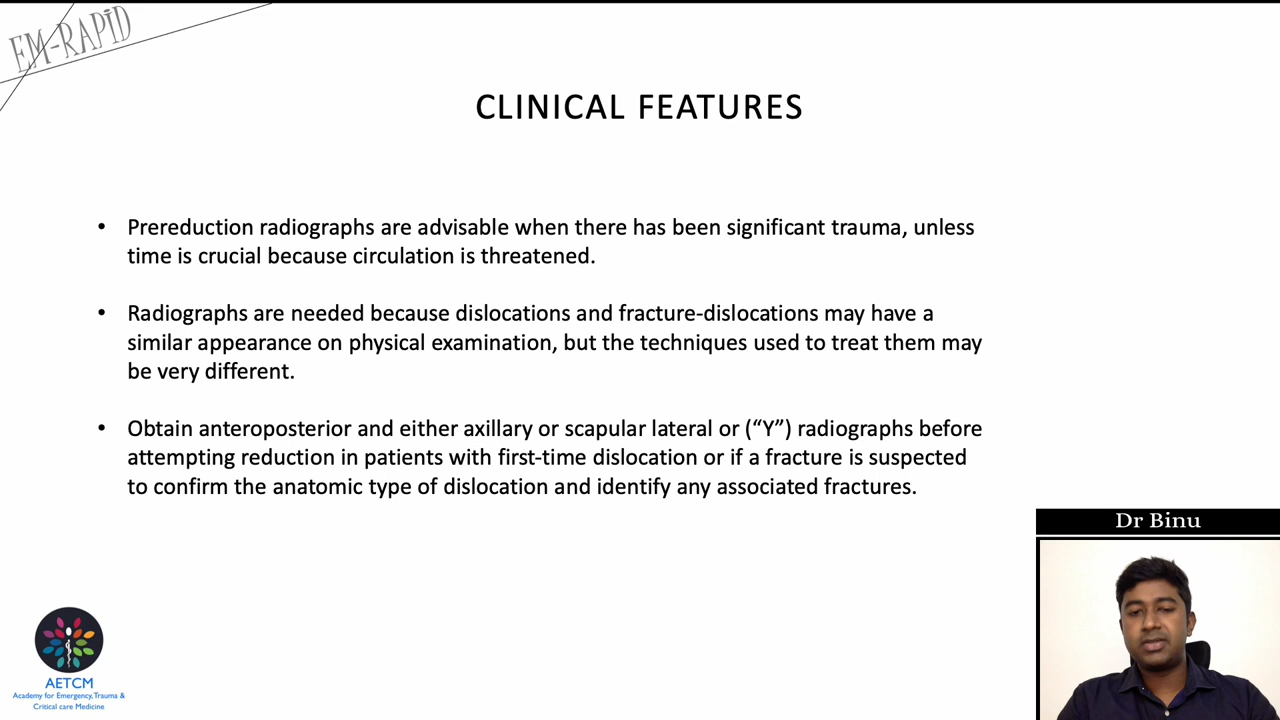 EM-RAPiD
CLINICAL FEATURES
• Prereduction radiographs are advisable when there has been significant trauma, unless
time is crucial because circulation is threatened.
• Radiographs are needed because dislocations and fracture-dislocations may have a
similar appearance on physical examination, but the techniques used to treat them may
be very different.
• Obtain anteroposterior and either axillary or scapular lateral or (“Y”) radiographs before
attempting reduction in patients with first-time dislocation or if a fracture is suspected
to confirm the anatomic type of dislocation and identify any associated fractures.
Dr Binu
AETCM
Academy for Emergency,Trauma &
Critical care Medicine